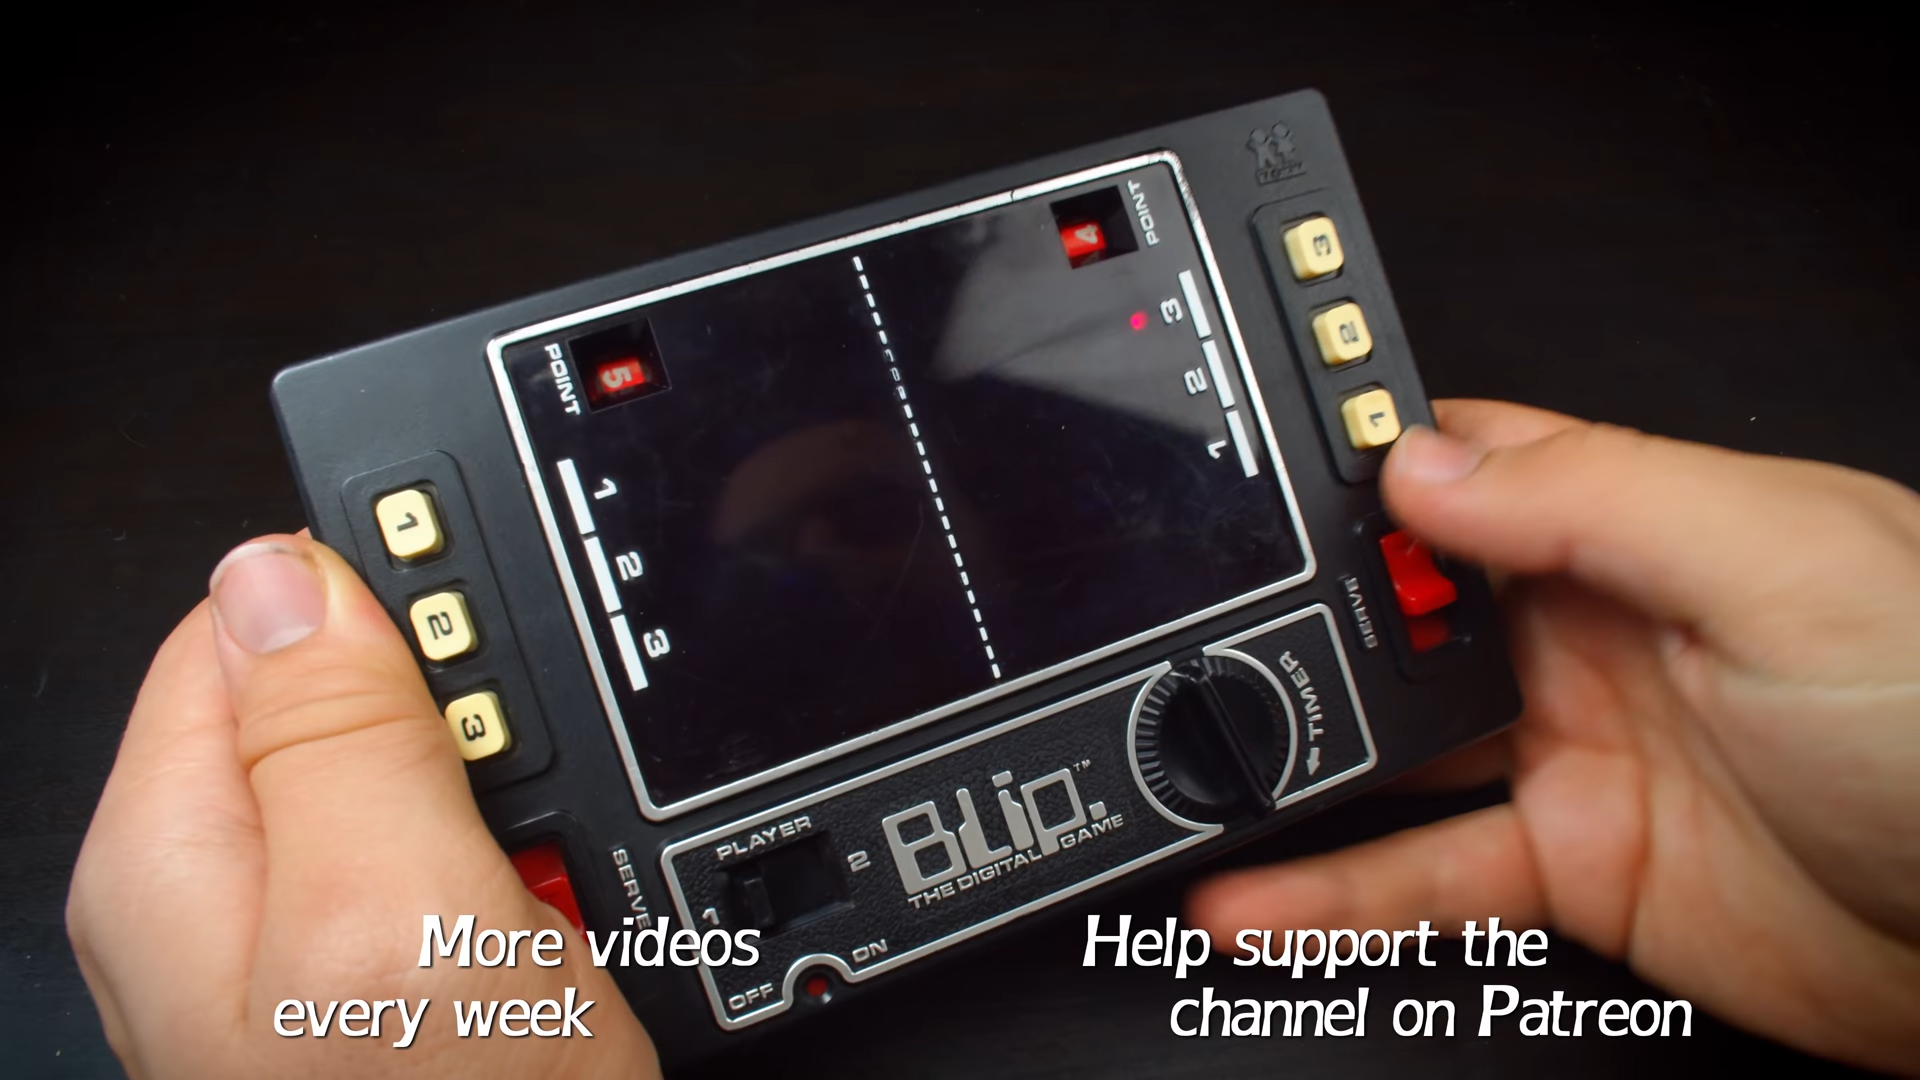 POINT
4
3
3
2
1
POINT
5
1
2
3
3
2
1
1
2
3
SERVE
SERVE
TIMER
PLAYER
1
2
BLip.™
THE DIGITAL GAME
OFF
ON
More videos
every week
Help support the
channel on Patreon